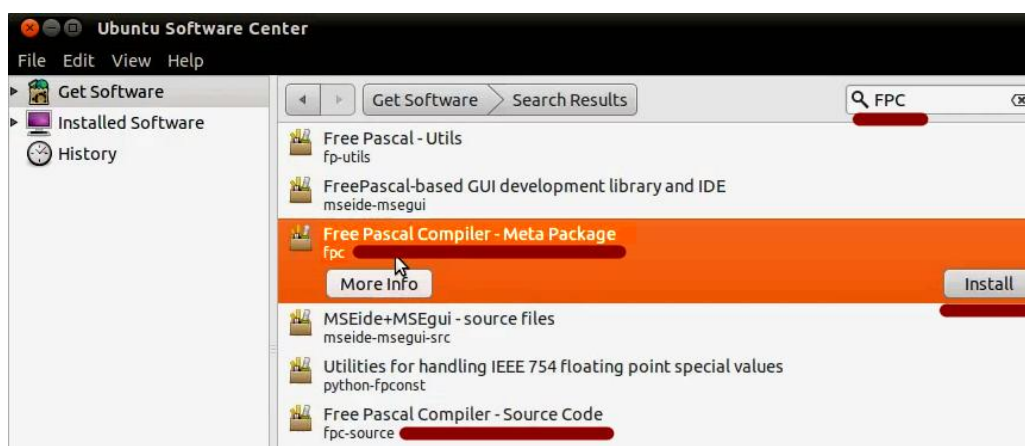 Ubuntu Software Center
File Edit View Help
Get Software
Installed Software
History
Get Software Search Results
FPC
Free Pascal - Utils
fp-utils
FreePascal-based GUI development library and IDE
mseide-msegui
Free Pascal Compiler - Meta Package
fpc
More Info
Install
MSEide+MSEgui - source files
mseide-msegui-src
Utilities for handling IEEE 754 floating point special values
python-fpconst
Free Pascal Compiler - Source Code
fpc-source